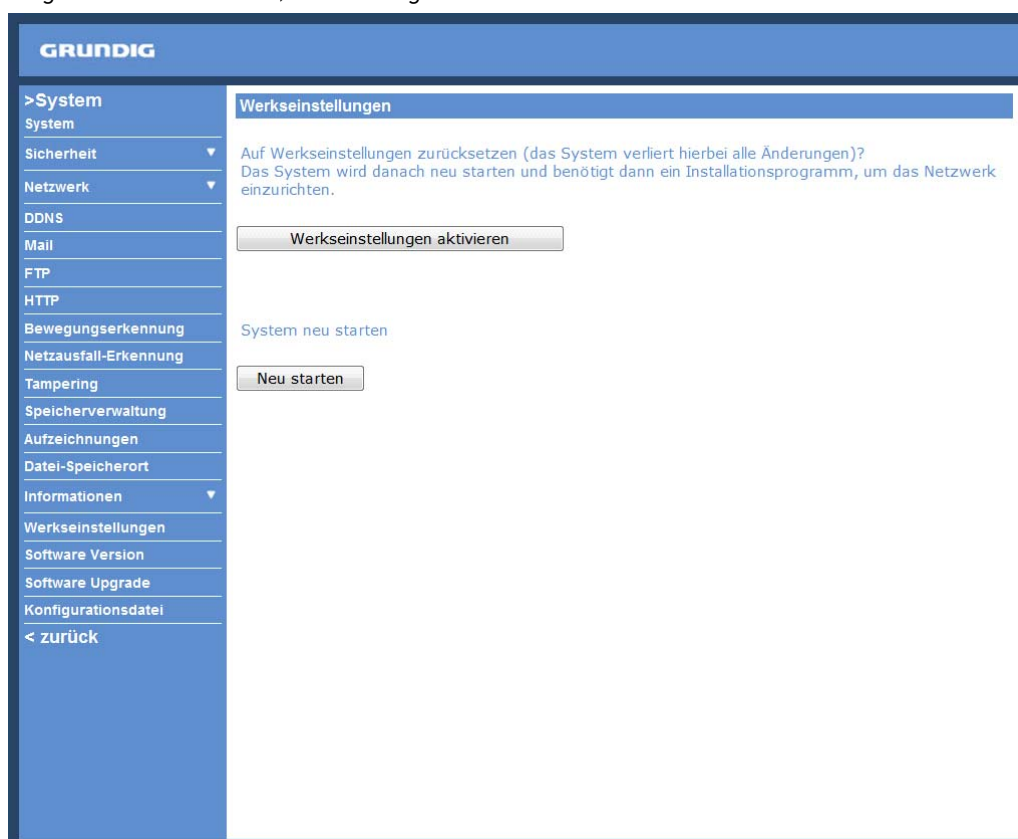 GRUNDIG
>System
System
Sicherheit
Netzwerk
DDNS
Mail
FTP
HTTP
Bewegungserkennung
Netzausfall-Erkennung
Tampering
Speicherverwaltung
Aufzeichnungen
Datei-Speicherort
Informationen
Werkseinstellungen
Software Version
Software Upgrade
Konfigurationsdatei
< zurück
Werkseinstellungen
Auf Werkseinstellungen zurücksetzen (das System verliert hierbei alle Änderungen)?
Das System wird danach neu starten und benötigt dann ein Installationsprogramm, um das Netzwerk
einzurichten.
Werkseinstellungen aktivieren
System neu starten
Neu starten